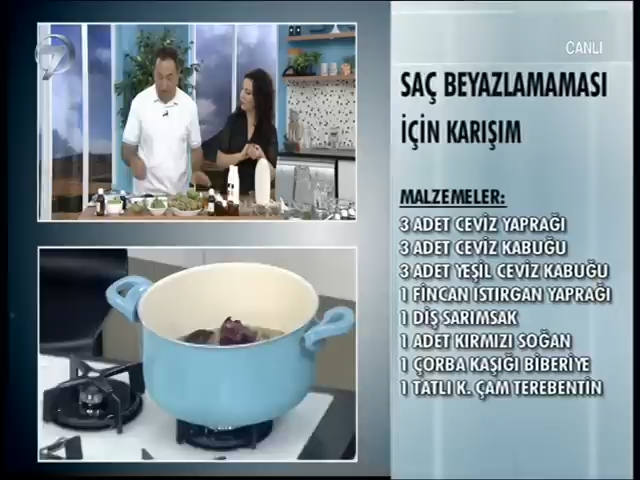 7
CANLI
SAÇ BEYAZLAMAMASI
İÇİN KARIŞIM
MALZEMELER:
3 ADET CEVİZ YAPRAĞI
3 ADET CEVİZ KABUĞU
3 ADET YEŞİL CEVİZ KABUĞU
1 FİNCAN ISTIRGAN YAPRAĞI
1 DİŞ SARIMSAK
1 ADET KIRMIZI SOĞAN
1 ÇORBA KAŞIĞI BİBERİYE
1 TATLI K. ÇAM TEREBENTİN